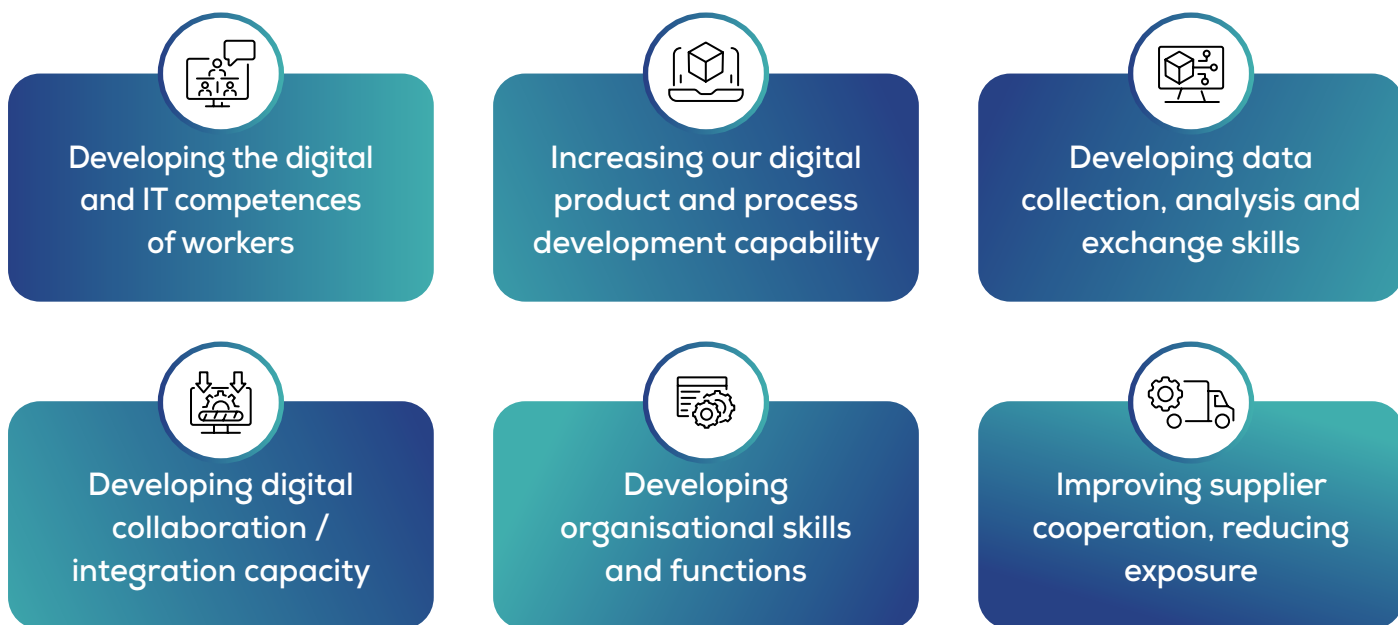 Developing the digital
and IT competences
of workers
Increasing our digital
product and process
development capability
Developing data
collection, analysis and
exchange skills
Developing digital
collaboration /
integration capacity
Developing
organisational skills
and functions
Improving supplier
cooperation, reducing
exposure